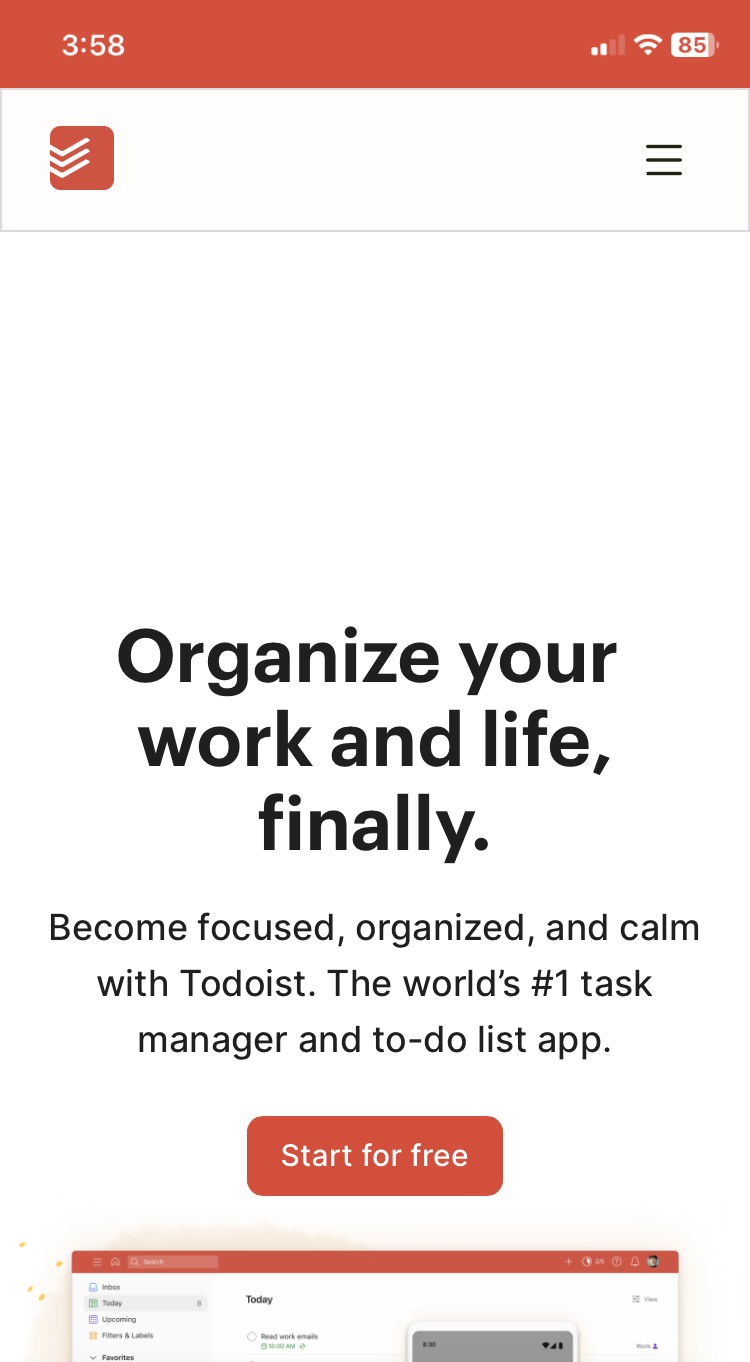 3:58
85
Organize your
work and life,
finally.
Become focused, organized, and calm
with Todoist. The world’s #1 task
manager and to-do list app.
Start for free
Search
2/5
Inbox
Today 8
Upcoming
Filters & Labels
Favorites
Today
View
Read work emails
10:00 AM
Work
8:30